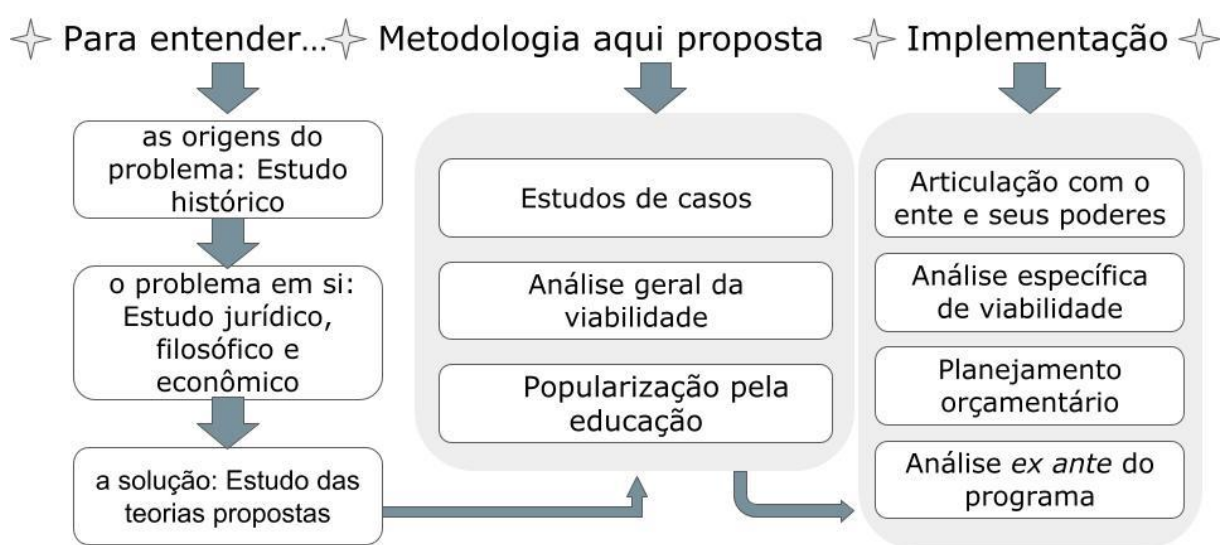 Para entender...
as origens do
problema: Estudo
histórico
o problema em si:
Estudo jurídico,
filosófico e
econômico
a solução: Estudo das
teorias propostas
Metodologia aqui proposta
Estudos de casos
Análise geral da
viabilidade
Popularização pela
educação
Implementação
Articulação com o
ente e seus poderes
Análise específica
de viabilidade
Planejamento
orçamentário
Análise ex ante do
programa